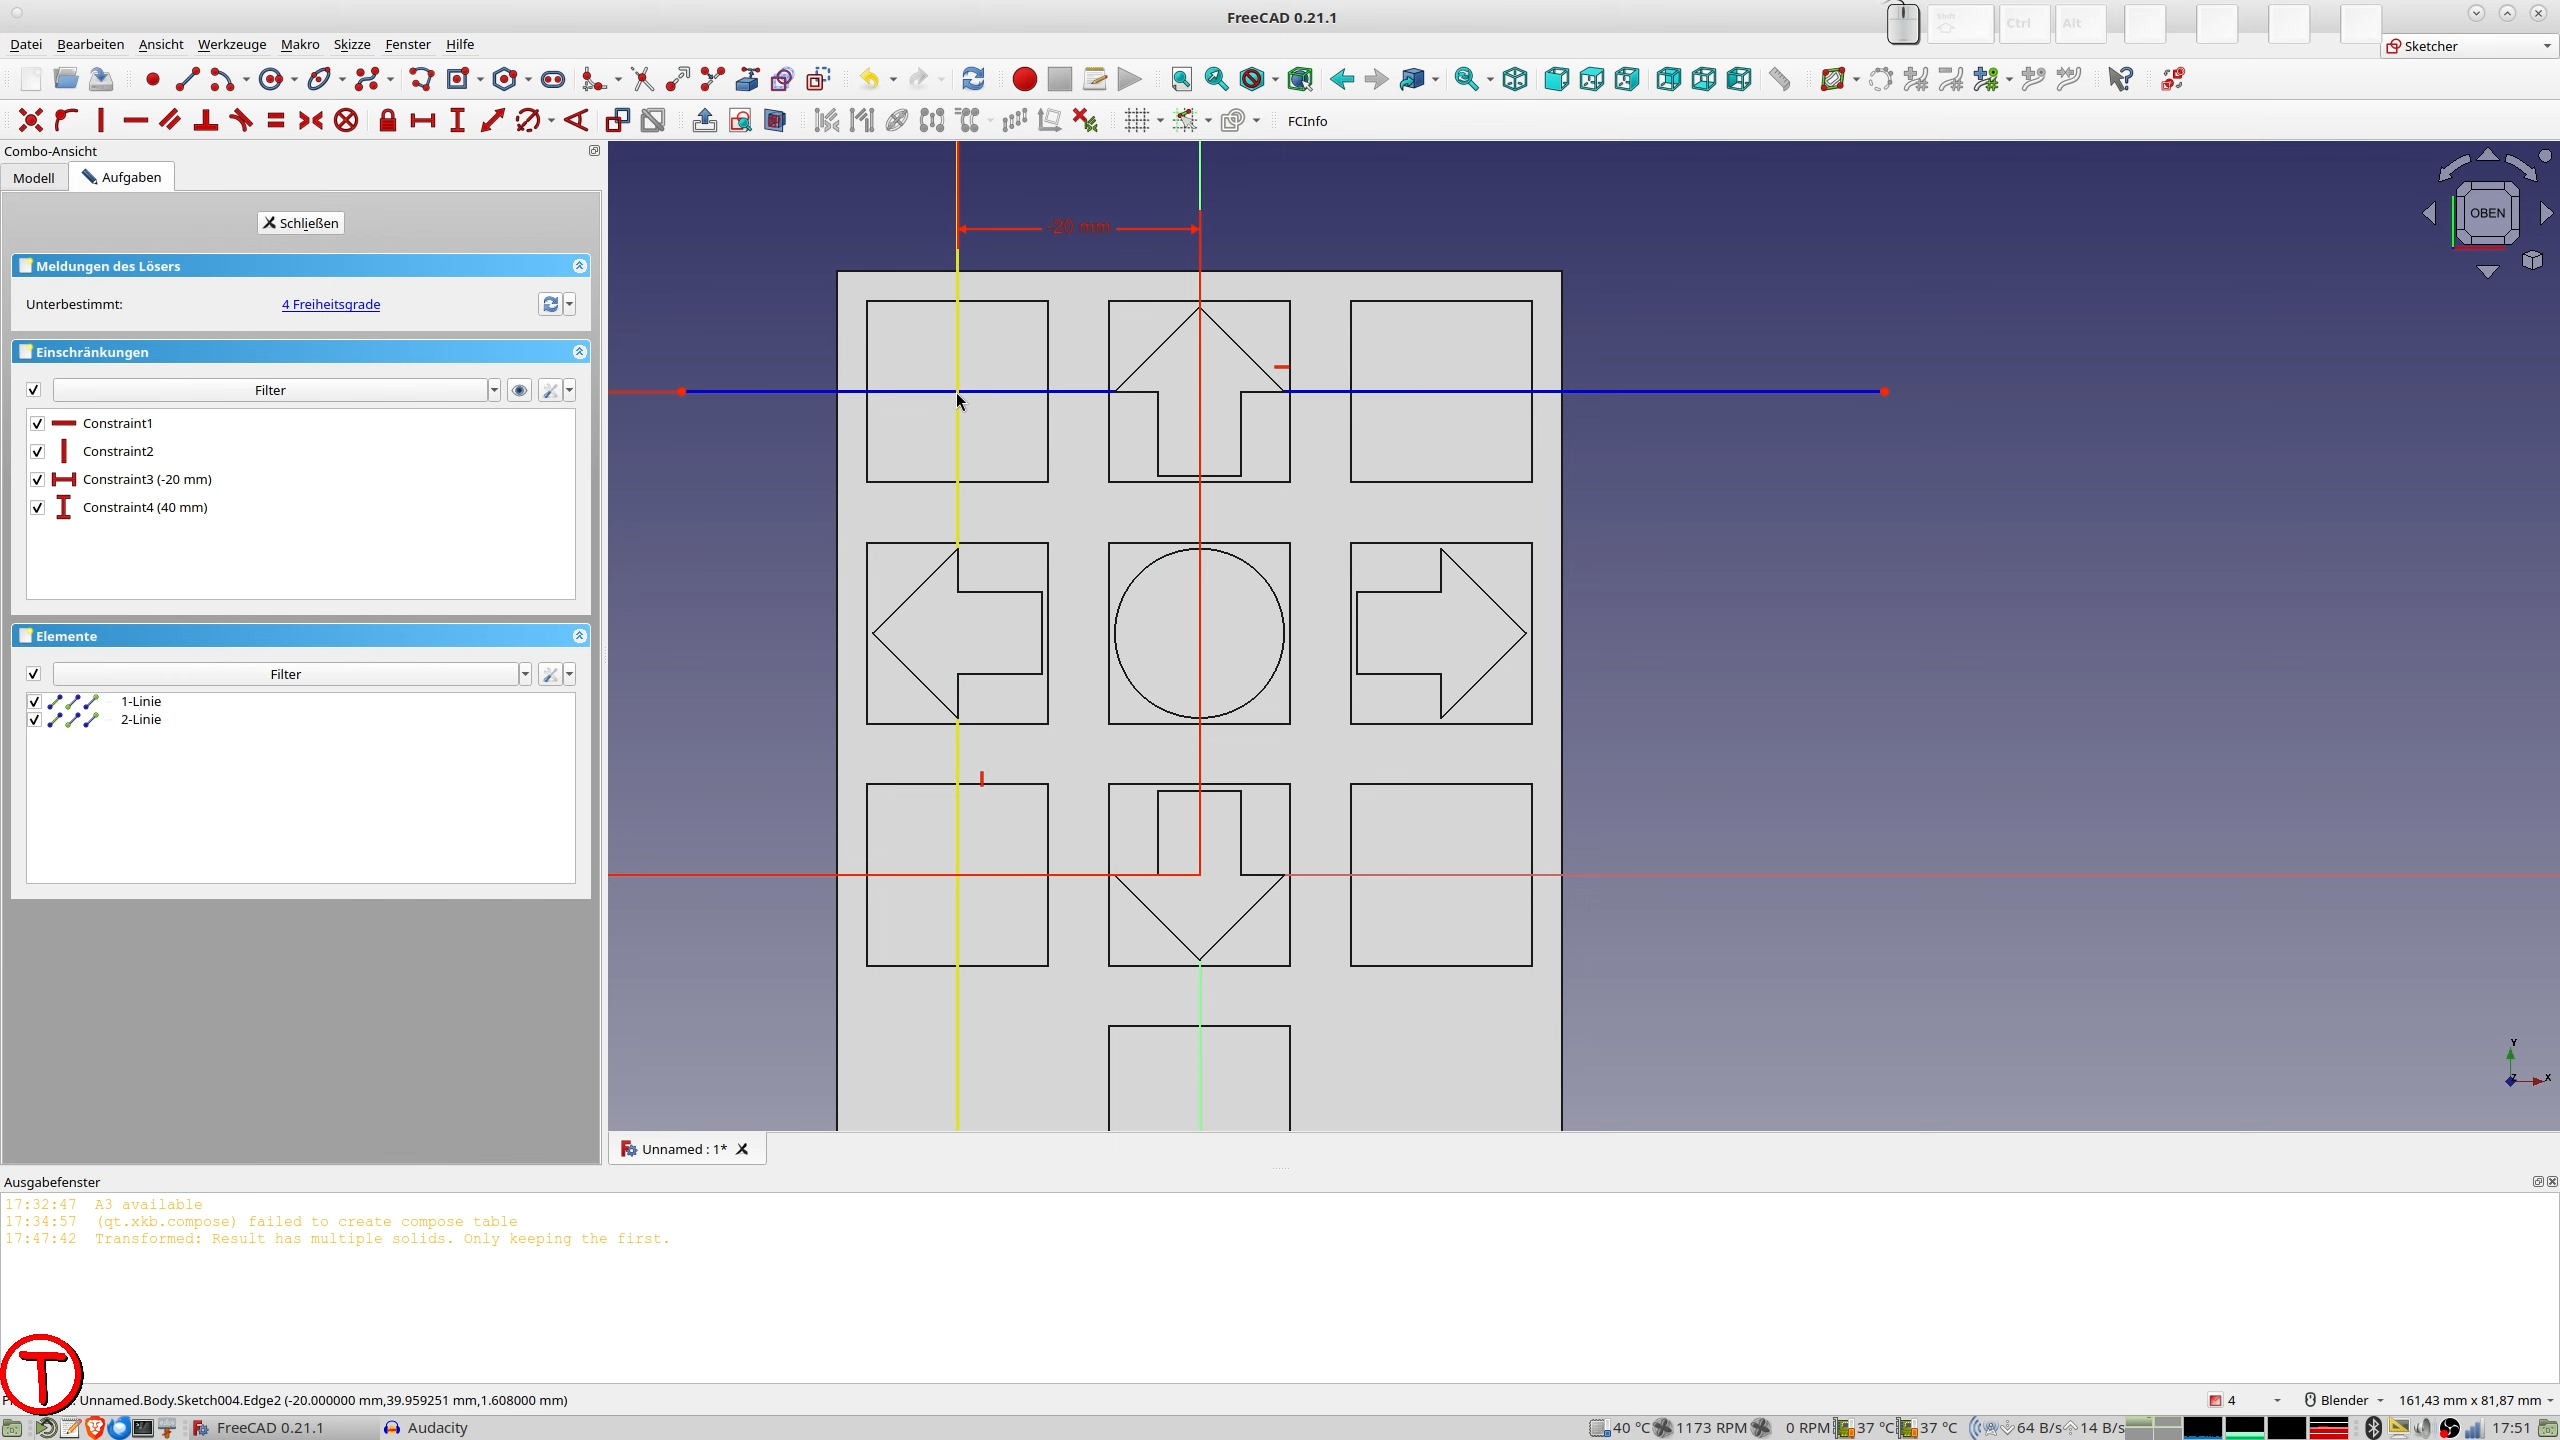 FreeCAD 0.21.1
Shift
Ctrl
Alt
Datei Bearbeiten Ansicht Werkzeuge Makro Skizze Fenster Hilfe
Sketcher
FCInfo
Combo-Ansicht
Modell
Aufgaben
Schließen
OBEN
-20 mm
Meldungen des Lösers
Unterbestimmt:
4 Freiheitsgrade
Einschränkungen
Filter
Constraint1
Constraint2
Constraint3 (-20 mm)
Constraint4 (40 mm)
Elemente
Filter
1-Linie
2-Linie
Y
Z
X
Unnamed : 1*
Ausgabefenster
17:32:47 A3 available
17:34:57 (qt.xkb.compose) failed to create compose table
17:47:42 Transformed: Result has multiple solids. Only keeping the first.
T
Unnamed.Body.Sketch004.Edge2 (-20.000000 mm,39.959251 mm,1.608000 mm)
4
Blender
161,43 mm x 81,87 mm
FreeCAD 0.21.1
Audacity
40 °C
1173 RPM
0 RPM
37 °C
37 °C
64 B/s
14 B/s
17:51